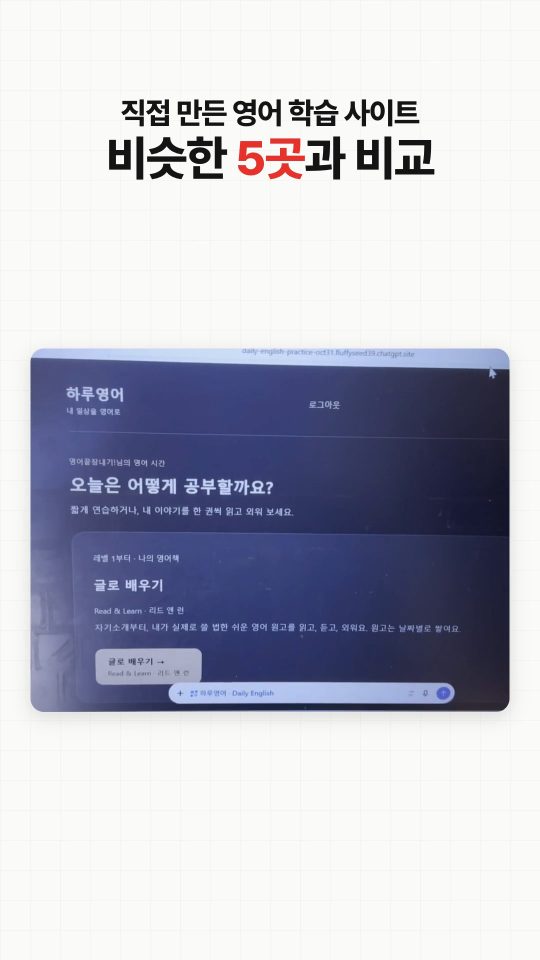 직접 만든 영어 학습 사이트
비슷한 5곳과 비교
daily-english-practice-oct31.fluffyseed39.chatgpt.site
하루영어
내 일상을 영어로
로그아웃
영어끝장내기님의 영어 시간
오늘은 어떻게 공부할까요?
짧게 연습하거나, 내 이야기를 한 권씩 읽고 외워 보세요.
레벨 1부터 · 나의 영어책
글로 배우기
Read & Learn · 리드 앤 런
자기소개부터, 내가 실제로 쓸 법한 쉬운 영어 원고를 읽고, 듣고, 외워요. 원고는 날짜별로 쌓여요.
글로 배우기 →
Read & Learn · 리드 앤 런
+ 하루영어 · Daily English